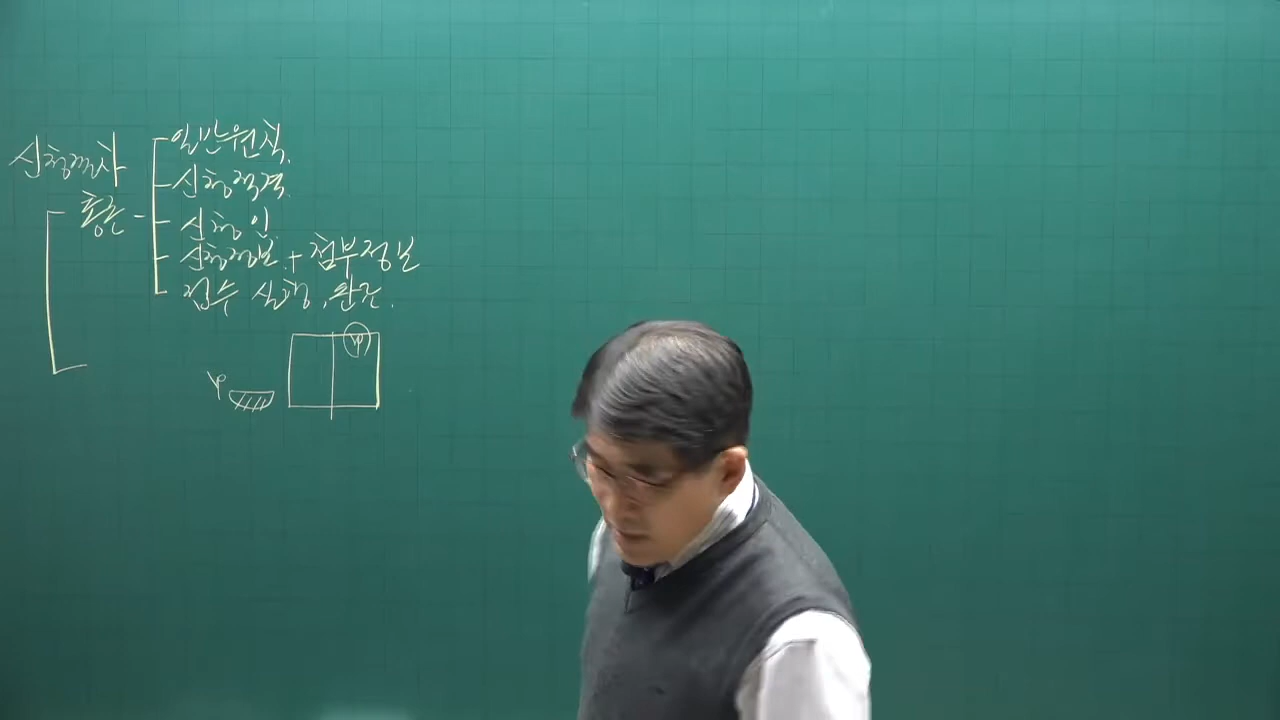 신청절차
총론
일반원칙.
신청적격.
신청인
신청정보 + 첨부정보
접수 실행, 완료.